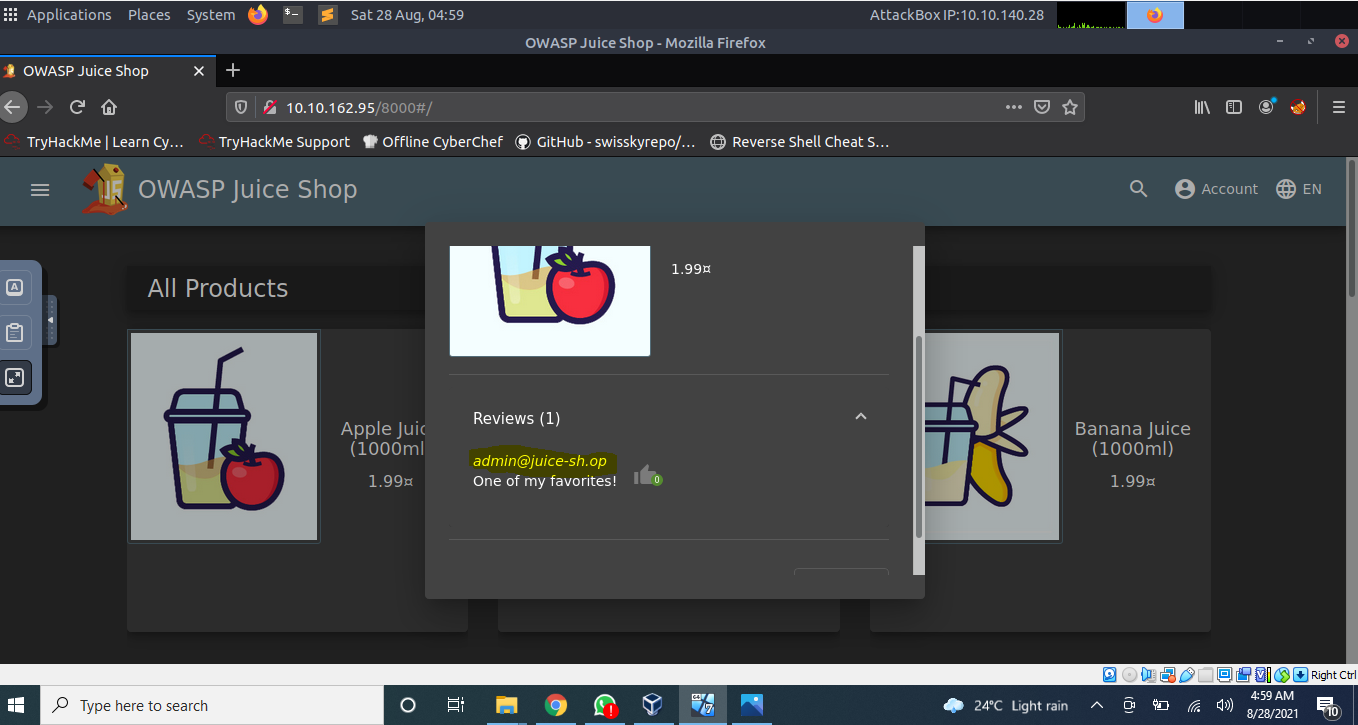 Applications Places System Sat 28 Aug, 04:59 AttackBox IP:10.10.140.28
OWASP Juice Shop - Mozilla Firefox
OWASP Juice Shop
10.10.162.95/8000#/
TryHackMe | Learn Cy… TryHackMe Support Offline CyberChef GitHub - swisskyrepo/… Reverse Shell Cheat S…
OWASP Juice Shop Account EN
1.99¤
All Products
Reviews (1)
admin@juice-sh.op
One of my favorites! 0
Apple Juic
(1000ml
1.99¤
Banana Juice
(1000ml)
1.99¤
Right Ctrl
Type here to search
24°C Light rain
4:59 AM
8/28/2021
10